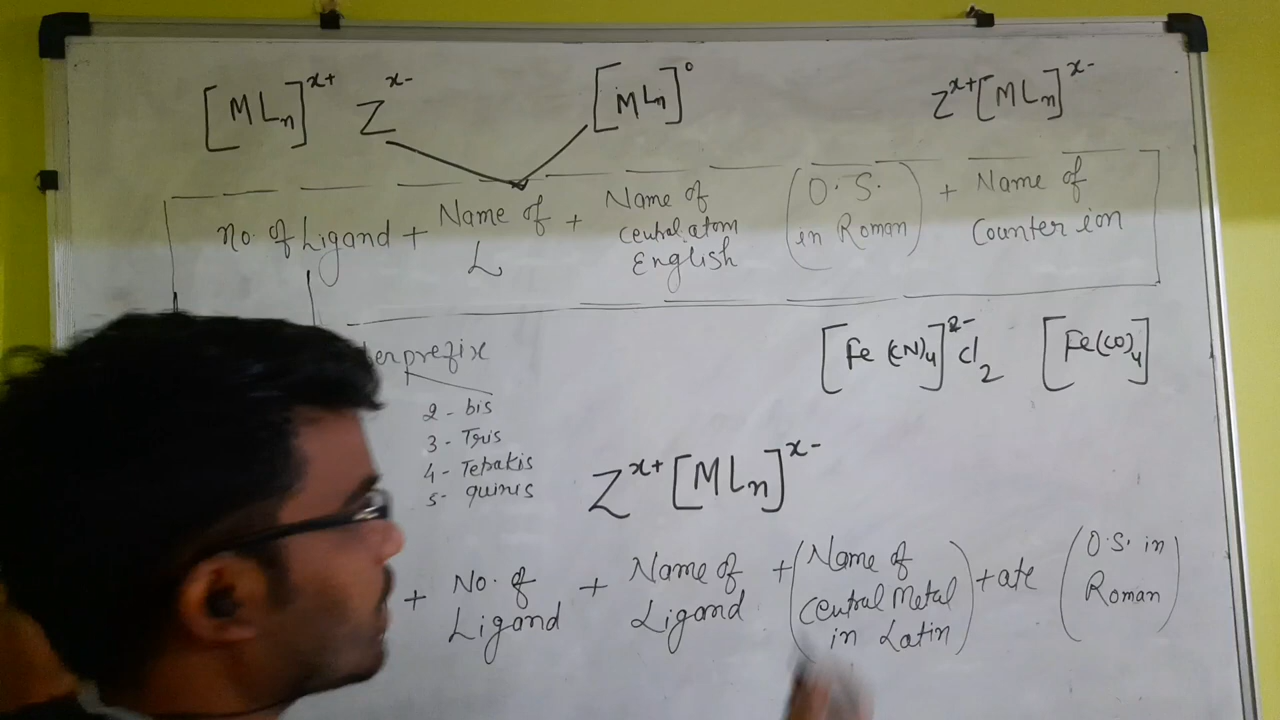 [MLn]^x+ Z^x- [MLn]^0 Z^x+[MLn]^x-
no. of Ligand + Name of L + Name of central atom English (O.S. in Roman) + Name of Counter ion
prefix
[Fe(CN)4]^2- Cl2 [Fe(CO)4]
2 - bis
3 - Tris
4 - Tetrakis
5- quinis
Z^x+[MLn]^x-
+ No. of Ligand + Name of Ligand + (Name of central Metal in Latin) + ate (O.S. in Roman)